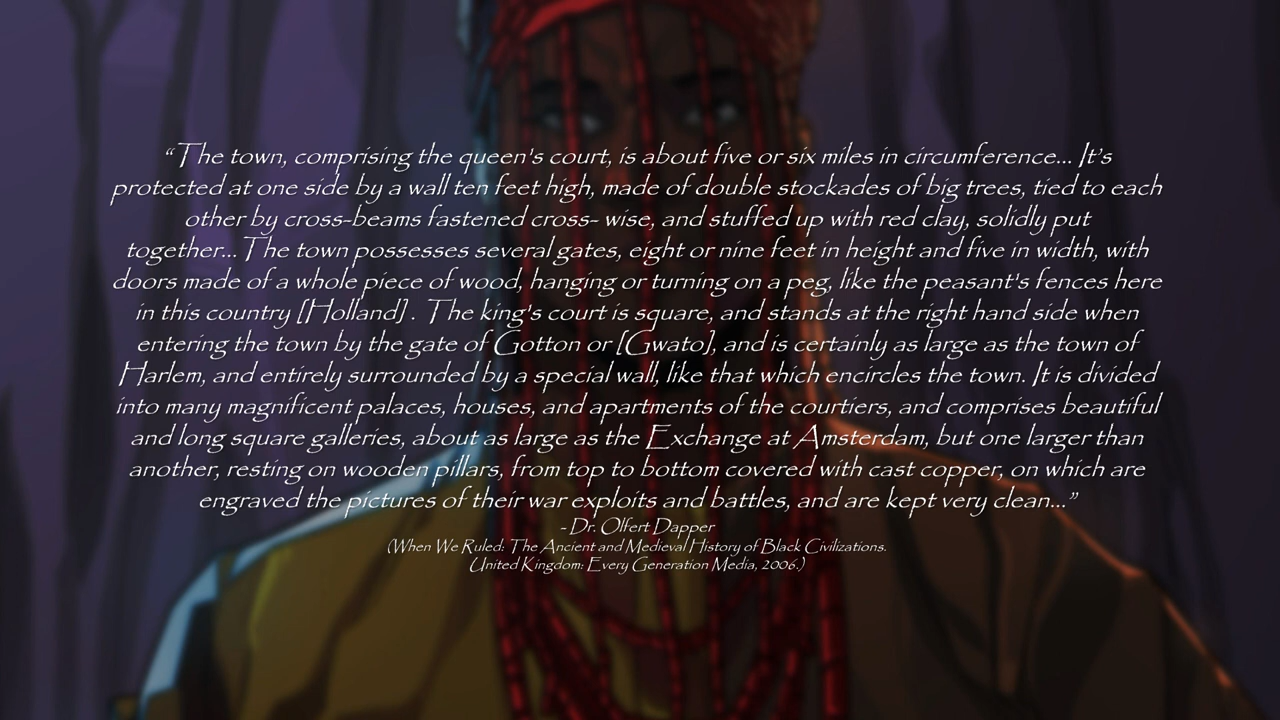 “The town, comprising the queen's court, is about five or six miles in circumference... It’s
protected at one side by a wall ten feet high, made of double stockades of big trees, tied to each
other by cross-beams fastened cross- wise, and stuffed up with red clay, solidly put
together... The town possesses several gates, eight or nine feet in height and five in width, with
doors made of a whole piece of wood, hanging or turning on a peg, like the peasant's fences here
in this country [Holland] . The king's court is square, and stands at the right hand side when
entering the town by the gate of Gotton or [Gwato], and is certainly as large as the town of
Harlem, and entirely surrounded by a special wall, like that which encircles the town. It is divided
into many magnificent palaces, houses, and apartments of the courtiers, and comprises beautiful
and long square galleries, about as large as the Exchange at Amsterdam, but one larger than
another, resting on wooden pillars, from top to bottom covered with cast copper, on which are
engraved the pictures of their war exploits and battles, and are kept very clean...”
- Dr. Olfert Dapper
(When We Ruled: The Ancient and Medieval History of Black Civilizations.
United Kingdom: Every Generation Media, 2006.)